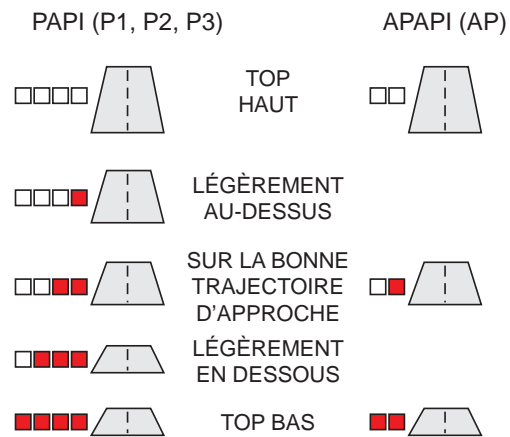 PAPI (P1, P2, P3)
APAPI (AP)
TOP
HAUT
LÉGÈREMENT
AU-DESSUS
SUR LA BONNE
TRAJECTOIRE
D'APPROCHE
LÉGÈREMENT
EN DESSOUS
TOP BAS